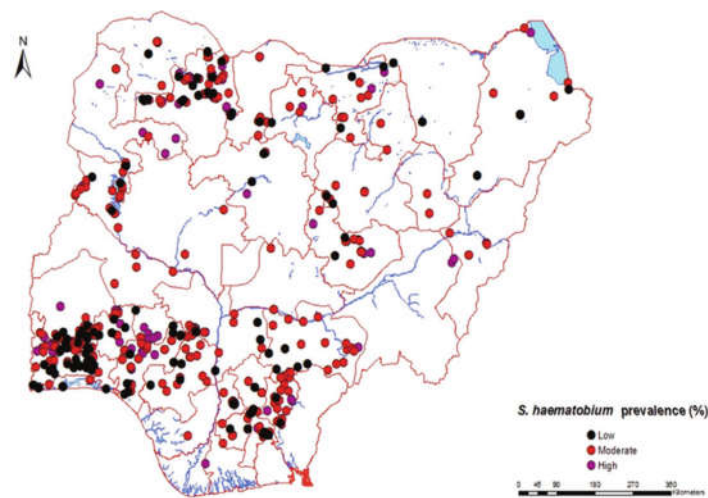 N
S. haematobium prevalence (%)
Low
Moderate
High
0 45 90 180 270 360
Kilometers